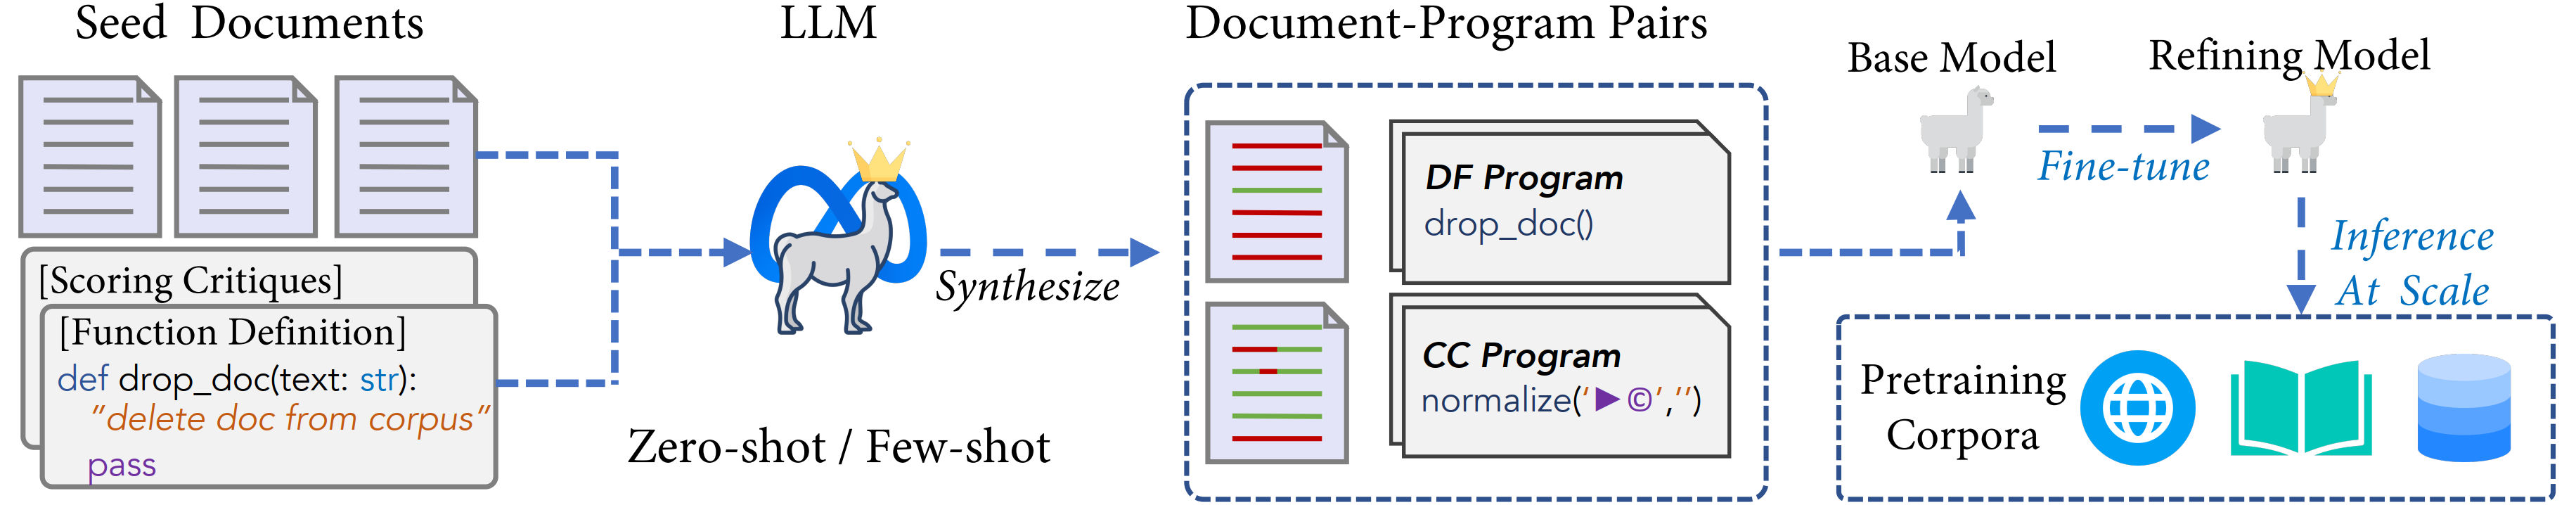 Seed Documents
[Scoring Critiques]
[Function Definition]
def drop_doc(text: str):
”delete doc from corpus”
pass
LLM
Synthesize
Zero-shot / Few-shot
Document-Program Pairs
DF Program
drop_doc()
CC Program
normalize(‘►©’,’’)
Base Model
Fine-tune
Refining Model
Inference
At Scale
Pretraining
Corpora